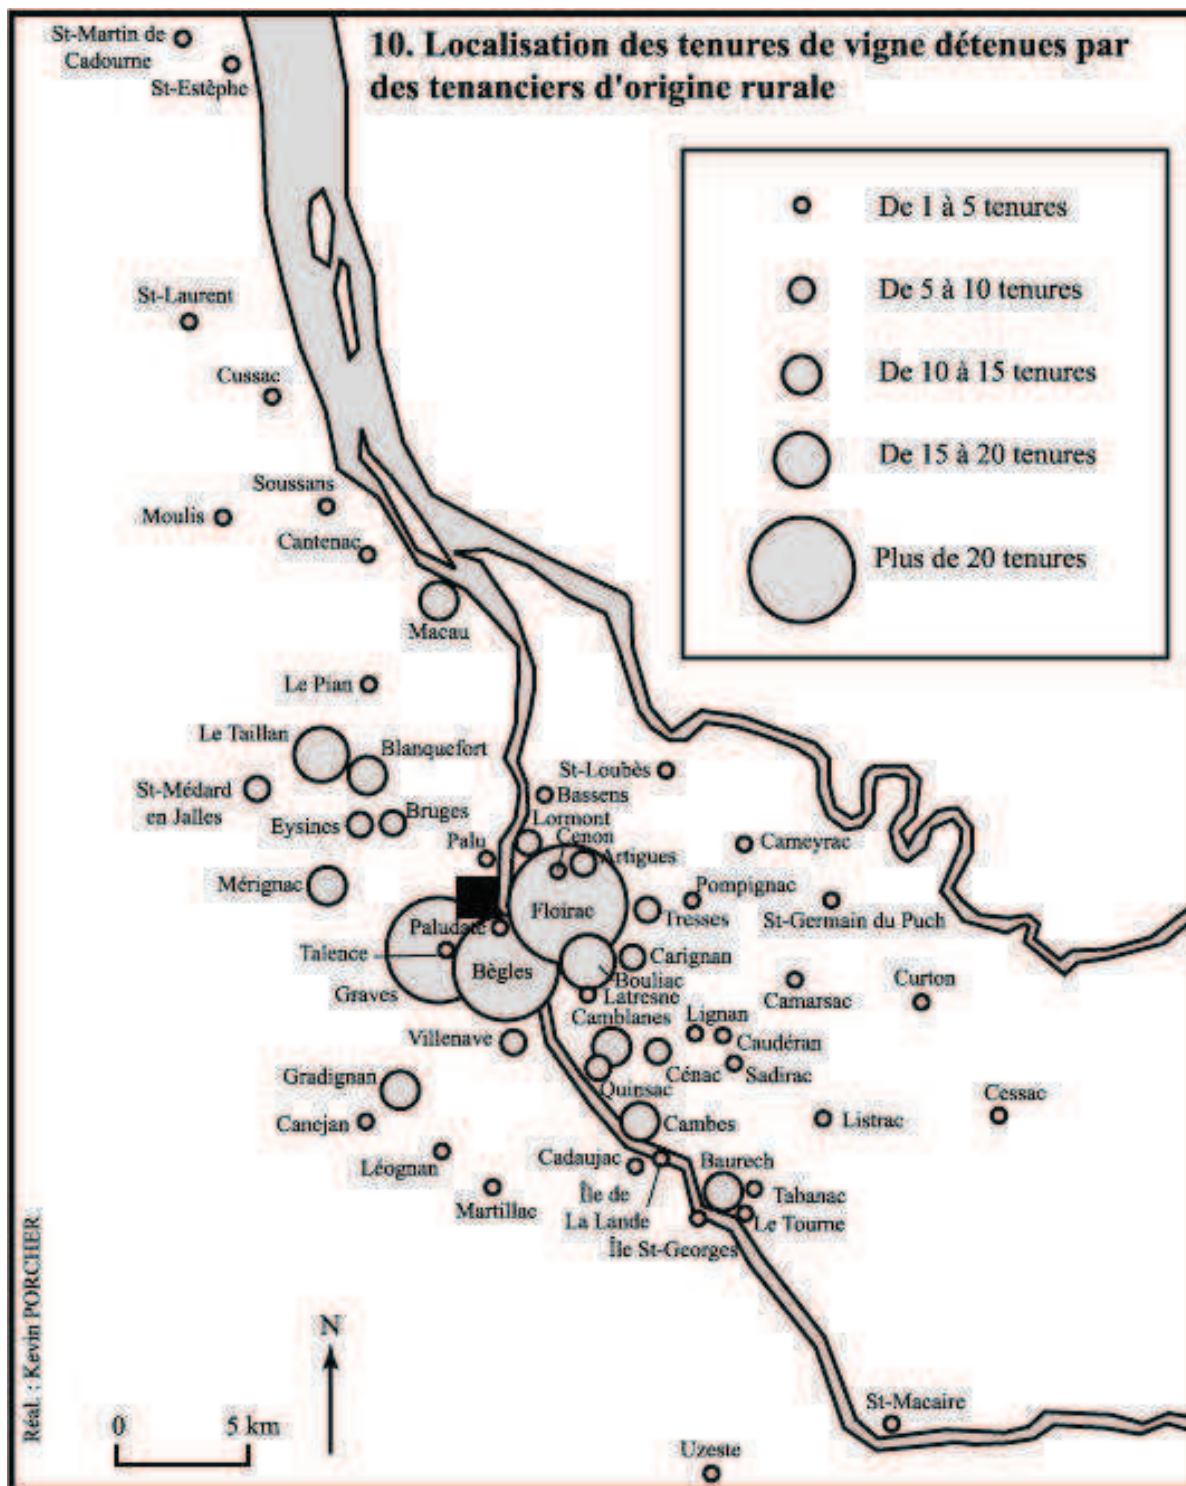 St-Martin de
Cadourne
St-Estèphe
10. Localisation des tenures de vigne détenues par
des tenanciers d'origine rurale
De 1 à 5 tenures
De 5 à 10 tenures
De 10 à 15 tenures
De 15 à 20 tenures
Plus de 20 tenures
St-Laurent
Cussac
Soussans
Moulis
Cantenac
Macau
Le Pian
Le Taillan
Blanquefort
St-Médard
en Jalles
Eysines
Bruges
St-Loubès
Bassens
Lormont
Cenon
Artigues
Palu
Cameyrac
Mérignac
Floirac
Pompignac
Tresses
St-Germain du Puch
Paludate
Talence
Bègles
Graves
Carignan
Bouliac
Latresne
Camarsac
Curton
Villenave
Camblanes
Lignan
Caudéran
Cénac
Sadirac
Quinsac
Gradignan
Canejan
Cambes
Listrac
Cessac
Léognan
Cadaujac
Baurech
Martillac
Île de
La Lande
Tabanac
Le Tourne
Île St-Georges
Réal. : Kevin PORCHER
N
0 5 km
St-Macaire
Uzeste